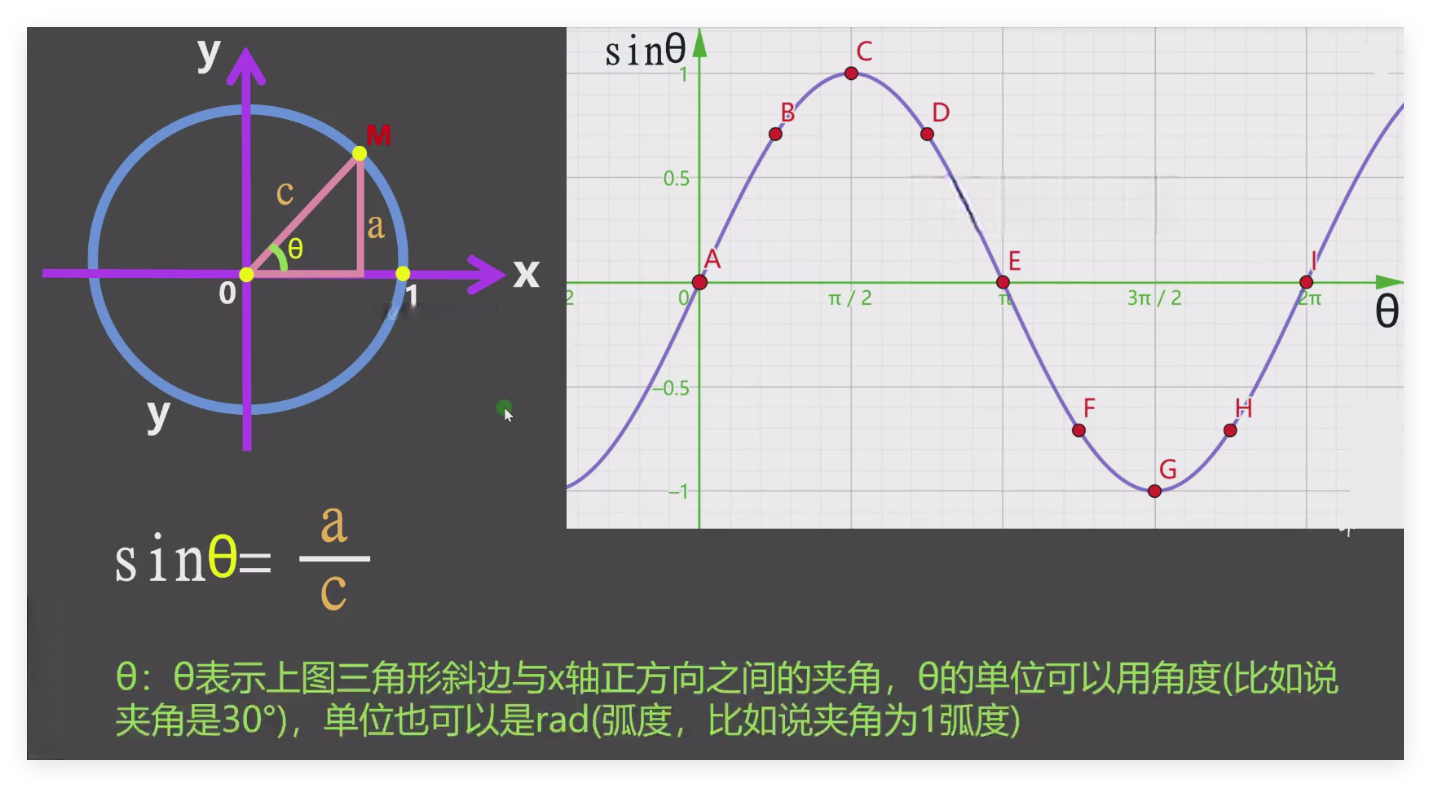 y
M
c
a
θ
x
0
1
y
sinθ
1
0.5
0
−0.5
−1
π / 2
π
3π / 2
2π
θ
2
A
B
C
D
E
F
G
H
I
sinθ=
a
c
θ：θ表示上图三角形斜边与x轴正方向之间的夹角，θ的单位可以用角度(比如说
夹角是30°)，单位也可以是rad(弧度，比如说夹角为1弧度)